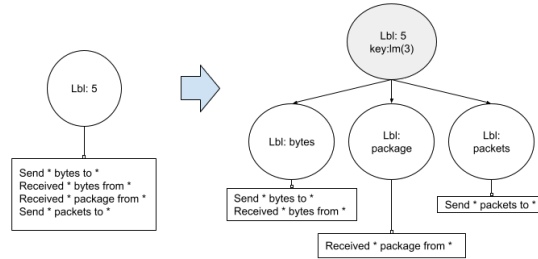 Lbl: 5
Send * bytes to *
Received * bytes from *
Received * package from *
Send * packets to *
Lbl: 5
key:lm(3)
Lbl: bytes
Lbl:
package
Lbl:
packets
Send * bytes to *
Received * bytes from *
Received * package from *
Send * packets to *